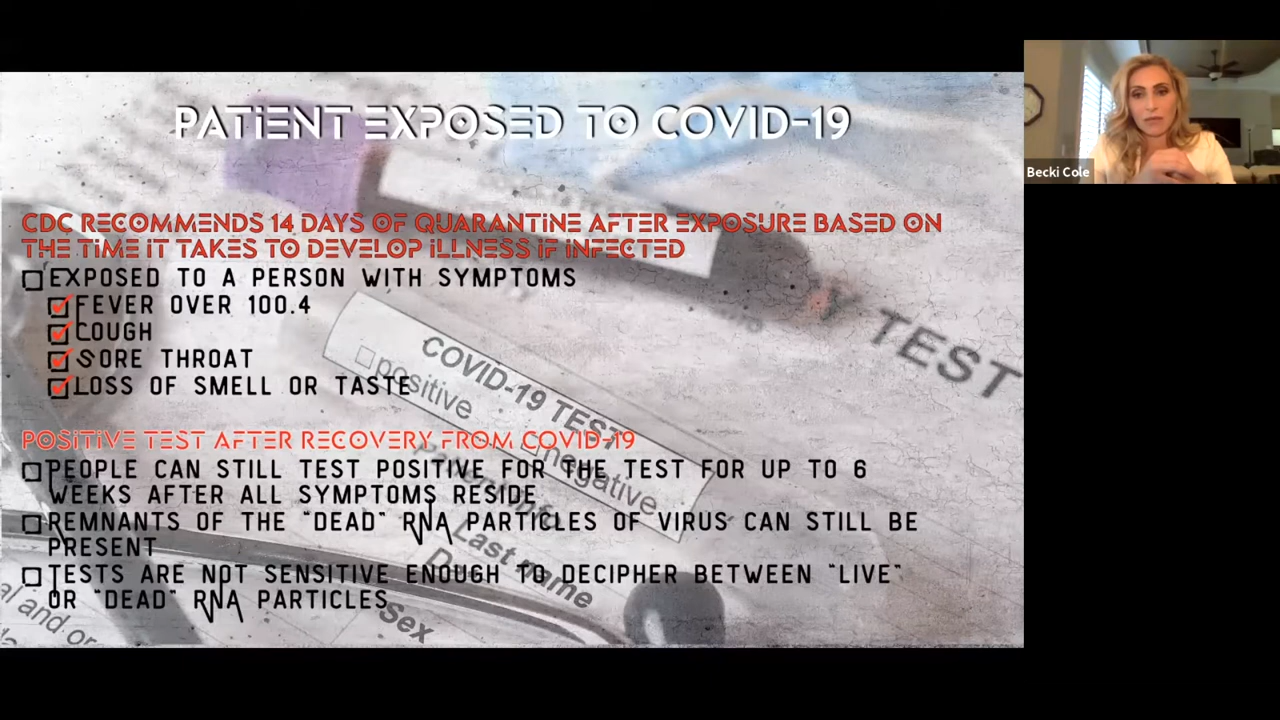 PATIENT EXPOSED TO COVID-19
CDC RECOMMENDS 14 DAYS OF QUARANTINE AFTER EXPOSURE BASED ON
THE TIME IT TAKES TO DEVELOP ILLNESS IF INFECTED
EXPOSED TO A PERSON WITH SYMPTOMS
FEVER OVER 100.4
COUGH
SORE THROAT
LOSS OF SMELL OR TASTE
POSITIVE TEST AFTER RECOVERY FROM COVID-19
PEOPLE CAN STILL TEST POSITIVE FOR THE TEST FOR UP TO 6
WEEKS AFTER ALL SYMPTOMS RESIDE
REMNANTS OF THE "DEAD" RNA PARTICLES OF VIRUS CAN STILL BE
PRESENT
TESTS ARE NOT SENSITIVE ENOUGH TO DECIPHER BETWEEN "LIVE"
OR "DEAD" RNA PARTICLES
TEST
COVID-19 TEST
positive
negative
Last name
Sex
al and or
Becki Cole